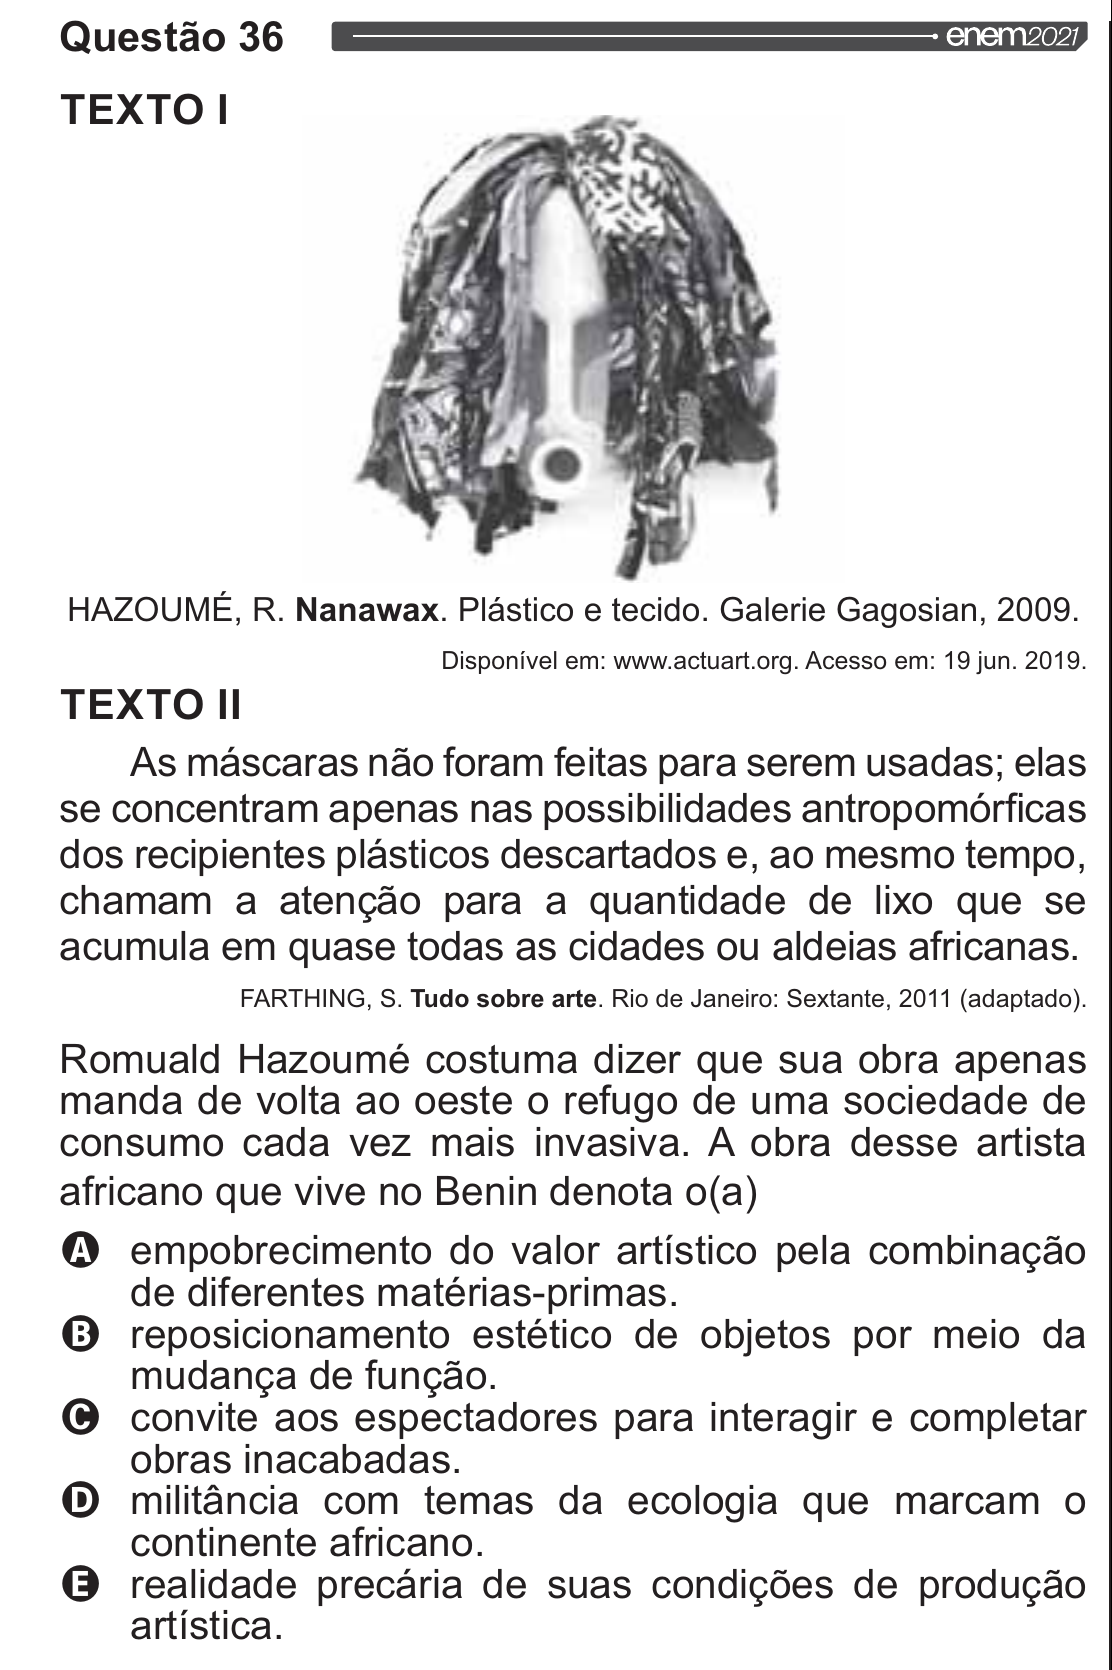 Questão 36
enem2021
TEXTO I
HAZOUMÉ, R. Nanawax. Plástico e tecido. Galerie Gagosian, 2009.
Disponível em: www.actuart.org. Acesso em: 19 jun. 2019.
TEXTO II
As máscaras não foram feitas para serem usadas; elas
se concentram apenas nas possibilidades antropomórficas
dos recipientes plásticos descartados e, ao mesmo tempo,
chamam a atenção para a quantidade de lixo que se
acumula em quase todas as cidades ou aldeias africanas.
FARTHING, S. Tudo sobre arte. Rio de Janeiro: Sextante, 2011 (adaptado).
Romuald Hazoumé costuma dizer que sua obra apenas
manda de volta ao oeste o refugo de uma sociedade de
consumo cada vez mais invasiva. A obra desse artista
africano que vive no Benin denota o(a)
A empobrecimento do valor artístico pela combinação
de diferentes matérias-primas.
B reposicionamento estético de objetos por meio da
mudança de função.
C convite aos espectadores para interagir e completar
obras inacabadas.
D militância com temas da ecologia que marcam o
continente africano.
E realidade precária de suas condições de produção
artística.